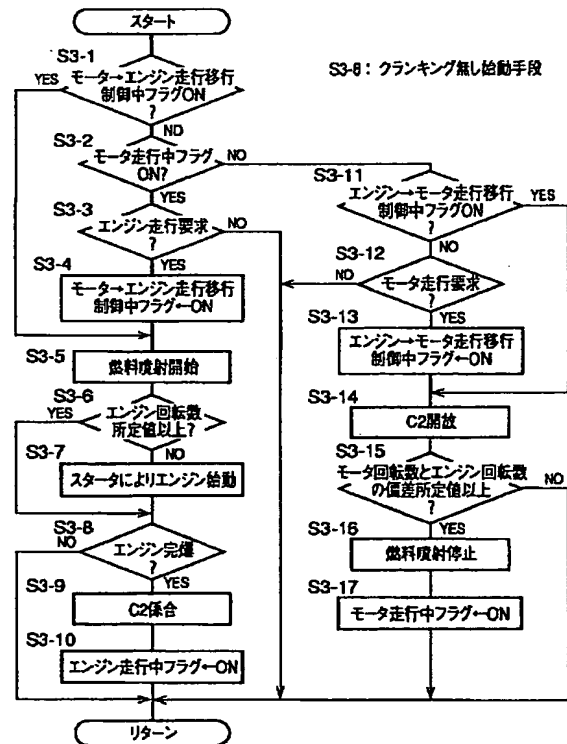 スタート
S3-1
YES
モータ→エンジン走行移行
制御中フラグON
?
NO
S3-8：クランキング無し始動手段
S3-2
モータ走行中フラグ
ON?
NO
YES
S3-3
エンジン走行要求
?
NO
YES
S3-4
モータ→エンジン走行移行
制御中フラグ←ON
S3-5
燃料噴射開始
S3-6
YES
エンジン回転数
所定値以上?
NO
S3-7
スタータによりエンジン始動
S3-8
NO
エンジン完爆
?
YES
S3-9
C2係合
S3-10
エンジン走行中フラグ←ON
リターン
S3-11
エンジン→モータ走行移行
制御中フラグON
?
YES
NO
S3-12
NO
モータ走行要求
?
YES
S3-13
エンジン→モータ走行移行
制御中フラグ←ON
S3-14
C2開放
S3-15
モータ回転数とエンジン回転数
の偏差所定値以上
?
NO
YES
S3-16
燃料噴射停止
S3-17
モータ走行中フラグ←ON